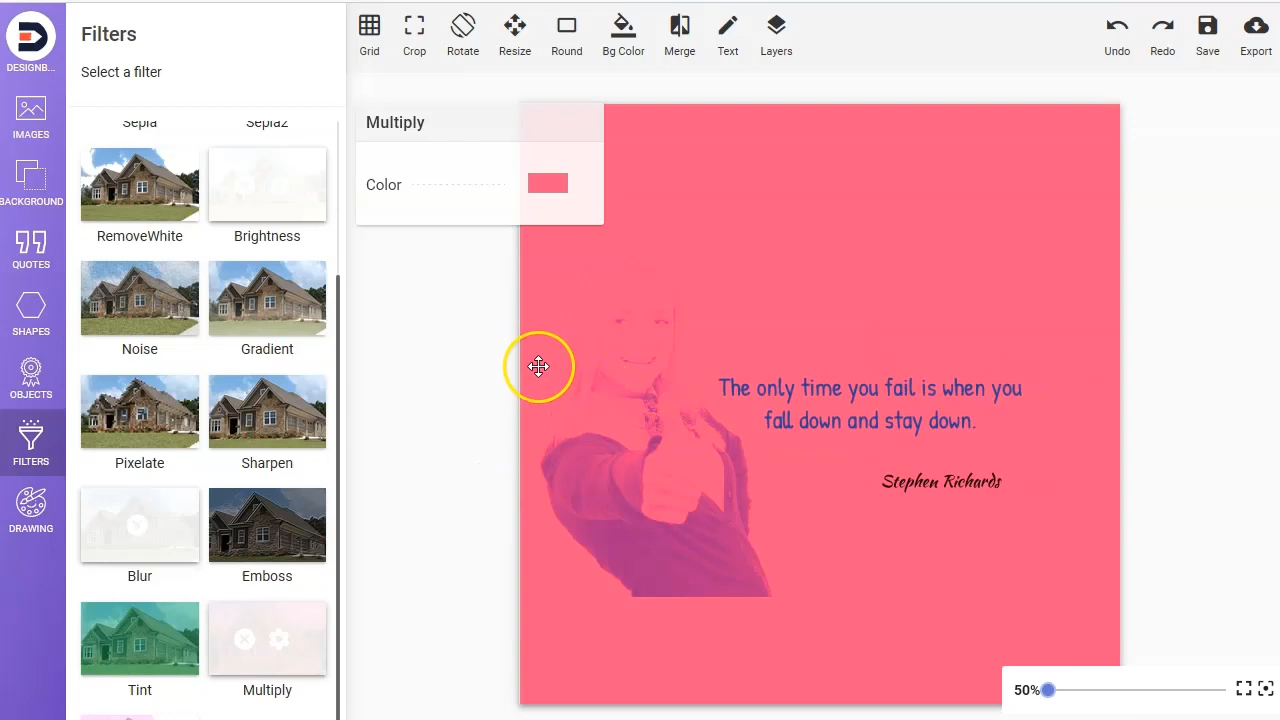 DESIGNB...
IMAGES
BACKGROUND
QUOTES
SHAPES
OBJECTS
FILTERS
DRAWING
Filters
Select a filter
Sepia Sepia2
RemoveWhite Brightness
Noise Gradient
Pixelate Sharpen
Blur Emboss
Tint Multiply
Grid Crop Rotate Resize Round Bg Color Merge Text Layers Undo Redo Save Export
Multiply
Color
The only time you fail is when you
fall down and stay down.
Stephen Richards
50%